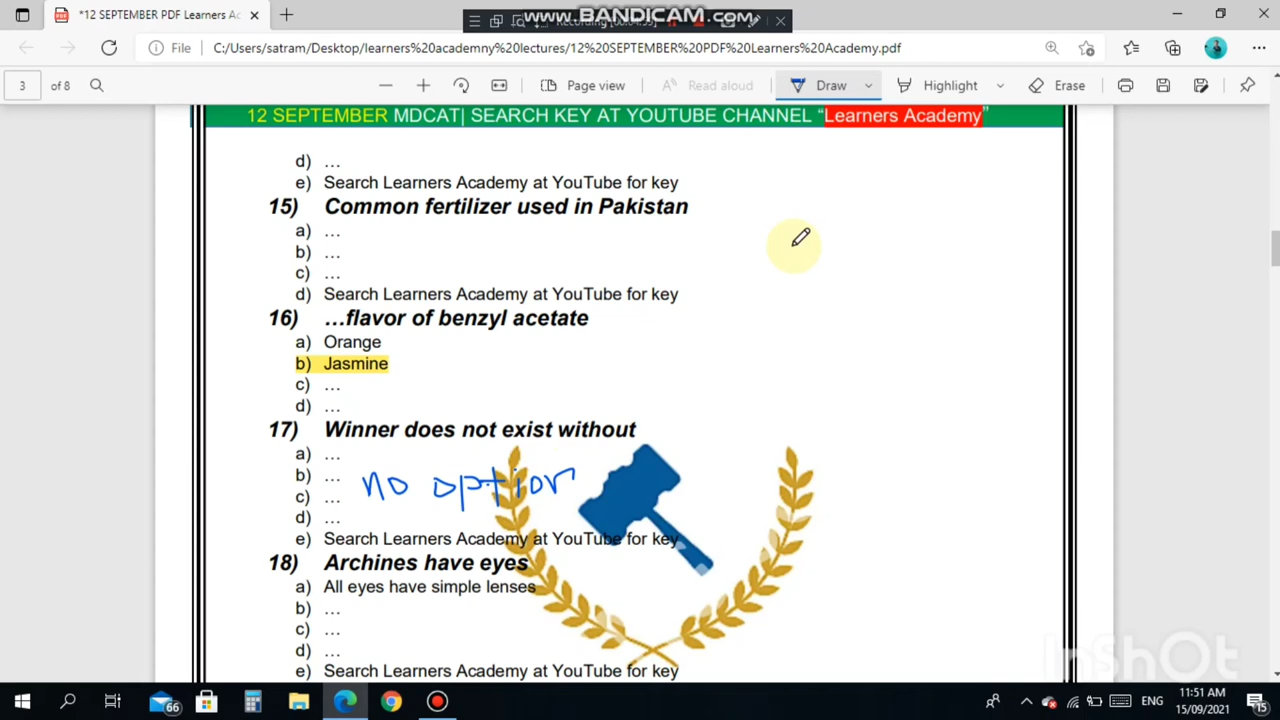 *12 SEPTEMBER PDF Learners Ac
www.BANDICAM.com
File
C:/Users/satram/Desktop/learners%20academny%20lectures/12%20SEPTEMBER%20PDF%20Learners%20Academy.pdf
3 of 8
Page view
Read aloud
Draw
Highlight
Erase
12 SEPTEMBER MDCAT| SEARCH KEY AT YOUTUBE CHANNEL "Learners Academy"
d) ...
e) Search Learners Academy at YouTube for key
15) Common fertilizer used in Pakistan
a) ...
b) ...
c) ...
d) Search Learners Academy at YouTube for key
16) ...flavor of benzyl acetate
a) Orange
b) Jasmine
c) ...
d) ...
17) Winner does not exist without
a) ...
b) ...
no option
c) ...
d) ...
e) Search Learners Academy at YouTube for key
18) Archines have eyes
a) All eyes have simple lenses
b) ...
c) ...
d) ...
e) Search Learners Academy at YouTube for key
InShOt
66
ENG
11:51 AM
15/09/2021
15